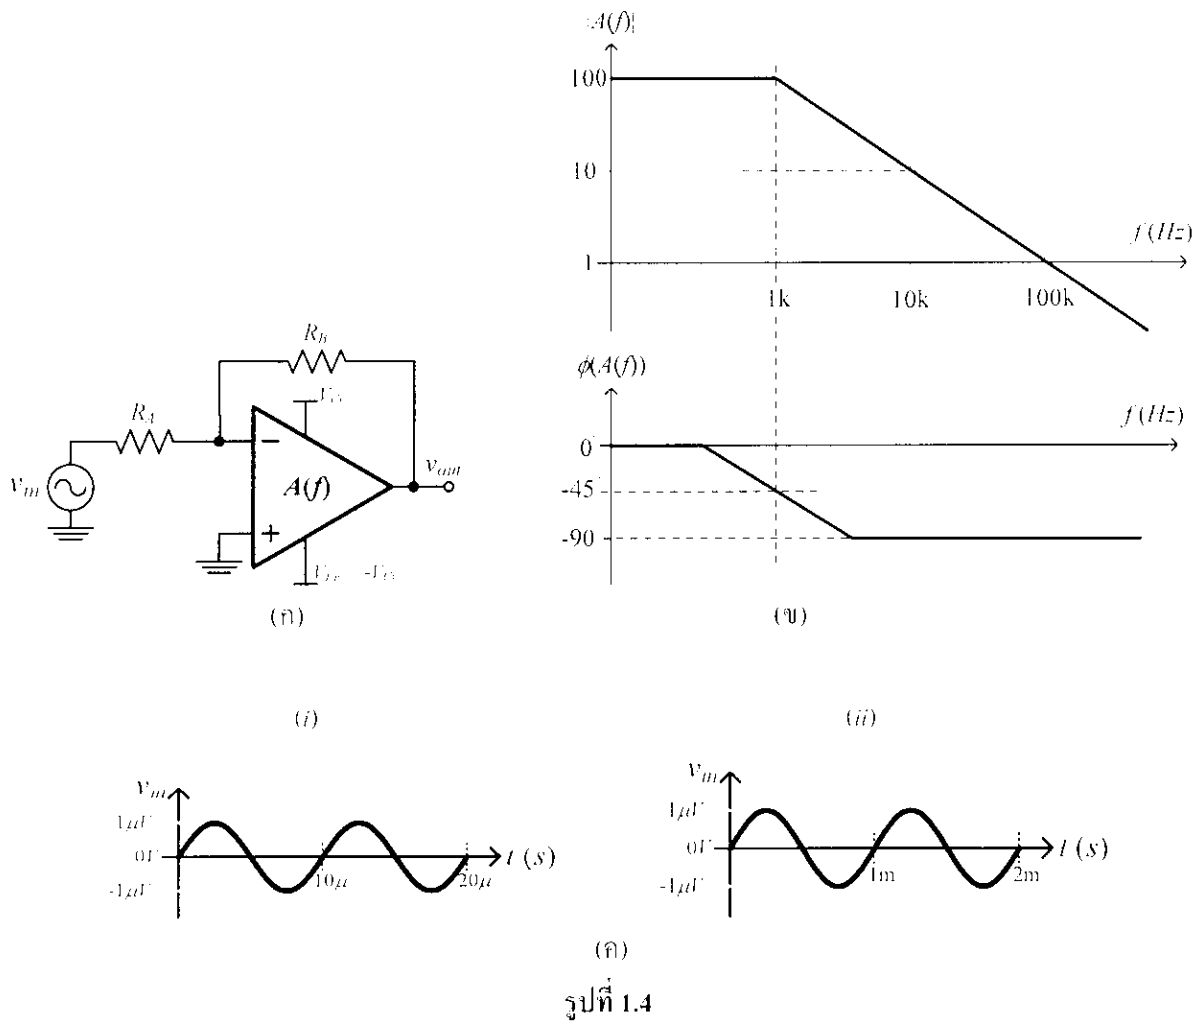 |A(f)|
100
10
1
f(Hz)
1k
10k
100k
R_B
R_A
v_in
A(f)
v_out
(ก)
ϕ(A(f))
f(Hz)
0
-45
-90
(ข)
(i)
v_in
1μV
0V
-1μV
10μ
20μ
t (s)
(ii)
v_in
1μV
0V
-1μV
1m
2m
t (s)
(ค)
รูปที่ 1.4